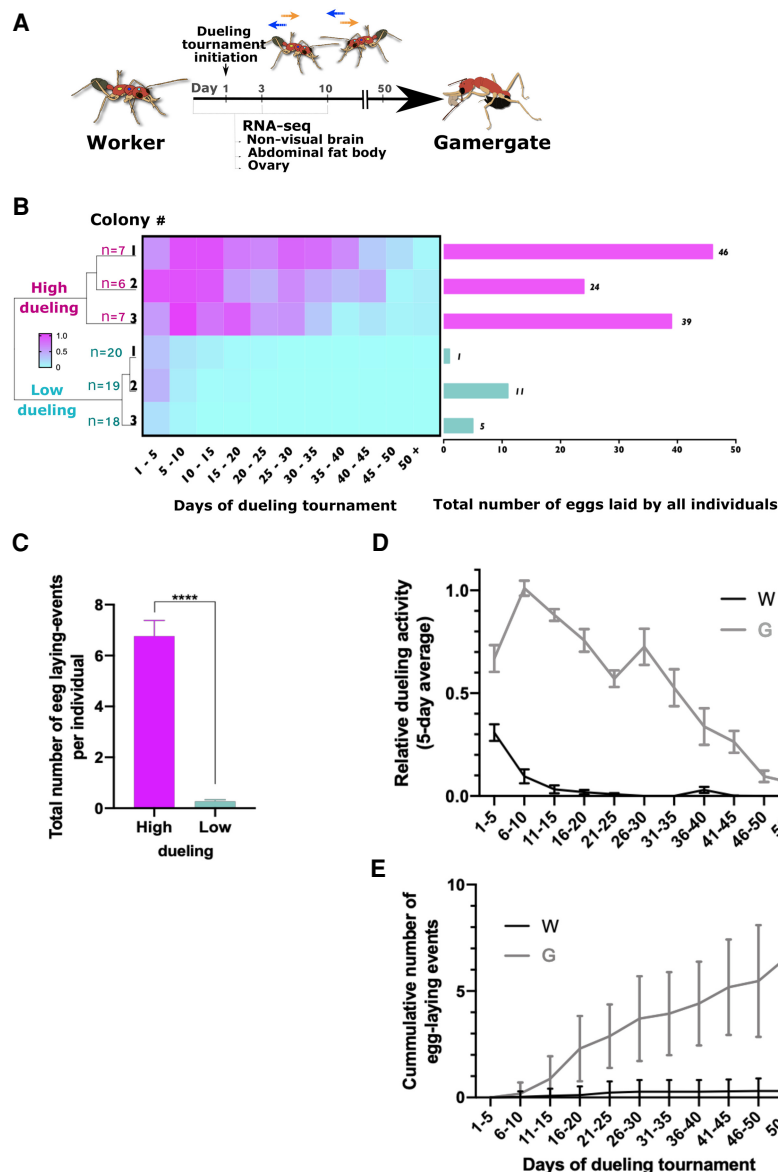 A
Dueling
tournament
initiation
Day 1 3 10 50
Worker
RNA-seq
Non-visual brain
Abdominal fat body
Ovary
Gamergate
B
Colony #
High
dueling
n=7 1
n=6 2
n=7 3
1.0
0.5
0
Low
dueling
n=20 1
n=19 2
n=18 3
46
24
39
1
11
5
0 10 20 30 40 50
1 - 5
5 - 10
10 - 15
15 - 20
20 - 25
25 - 30
30 - 35
35 - 40
40 - 45
45 - 50
50 +
Days of dueling tournament
Total number of eggs laid by all individuals
C
Total number of eeg laying-events
per individual
8
6
4
2
0
****
High Low
dueling
D
Relative dueling activity
(5-day average)
1.0
0.5
0.0
W
G
1-5
6-10
11-15
16-20
21-25
26-30
31-35
36-40
41-45
46-50
E
Cummulative number of
egg-laying events
10
5
0
W
G
1-5
6-10
11-15
16-20
21-25
26-30
31-35
36-40
41-45
46-50
50
Days of dueling tournament